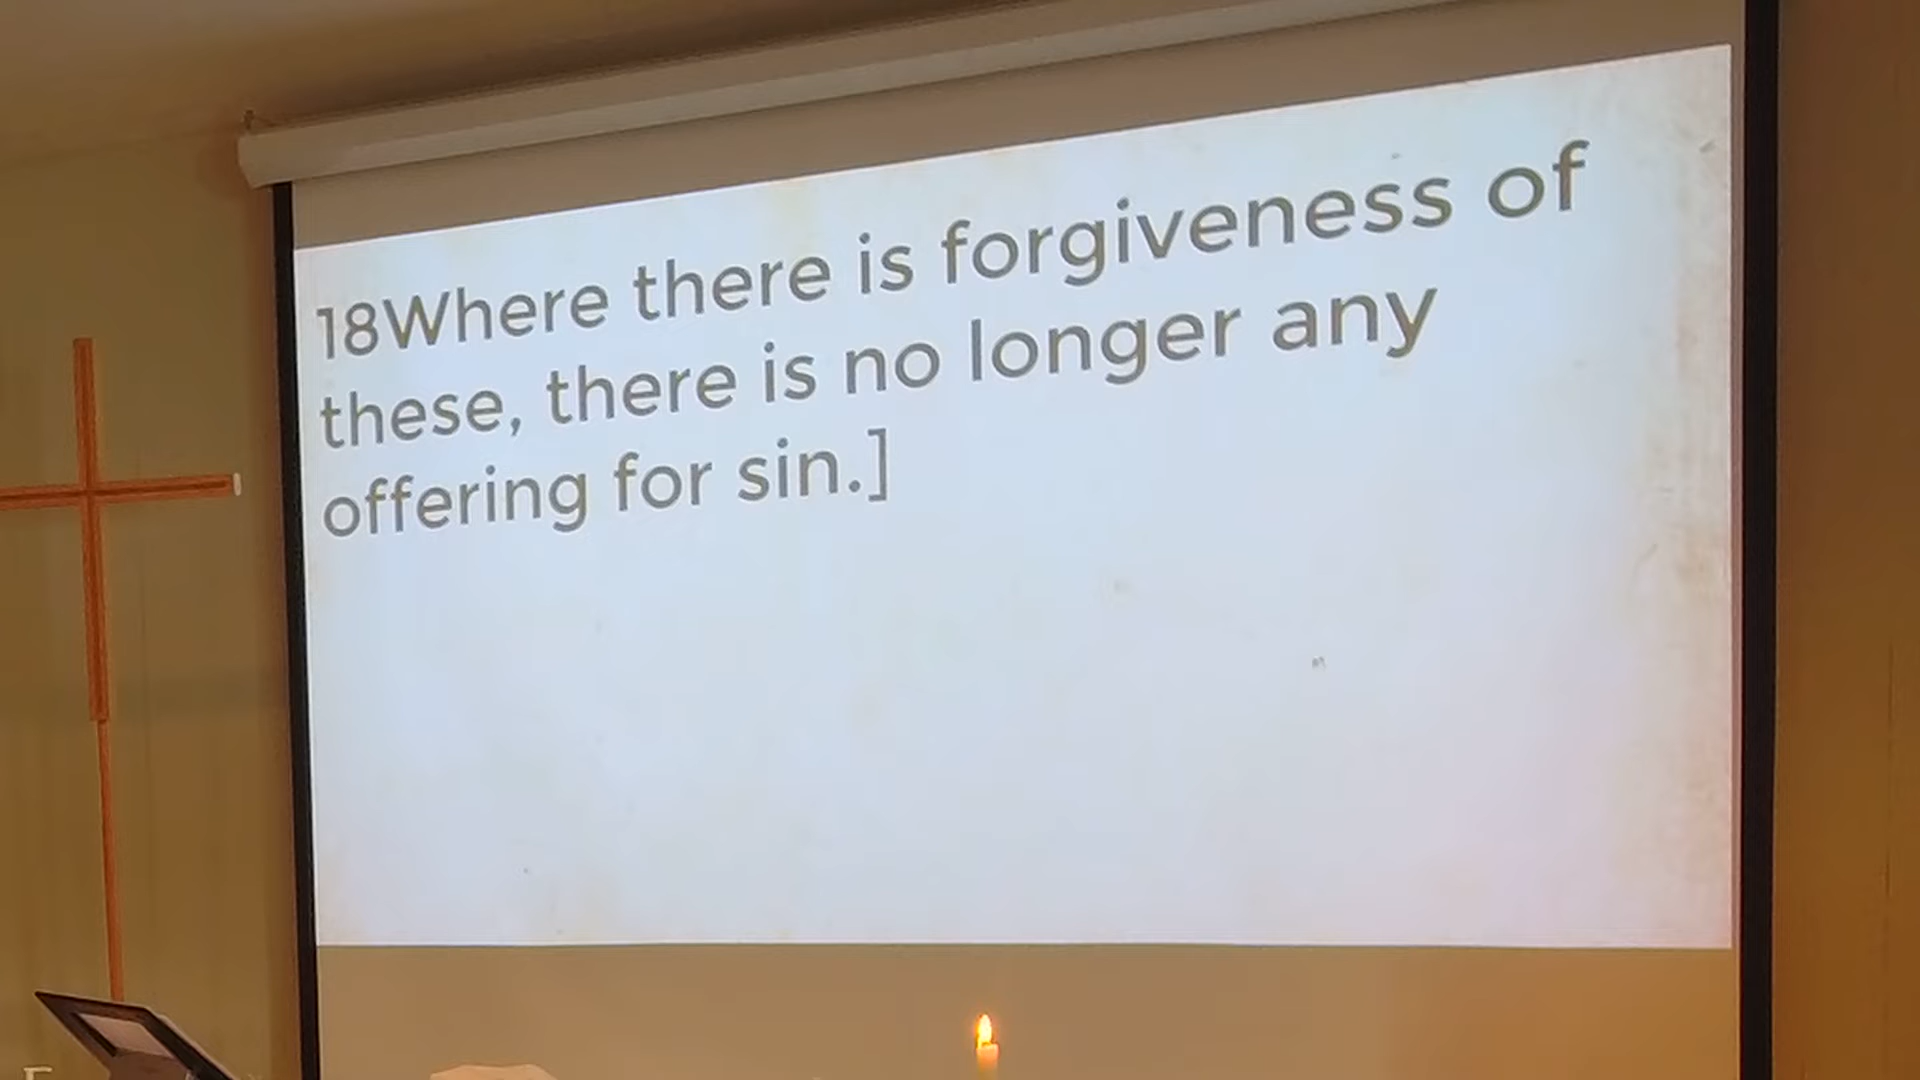 18Where there is forgiveness of
these, there is no longer any
offering for sin.]